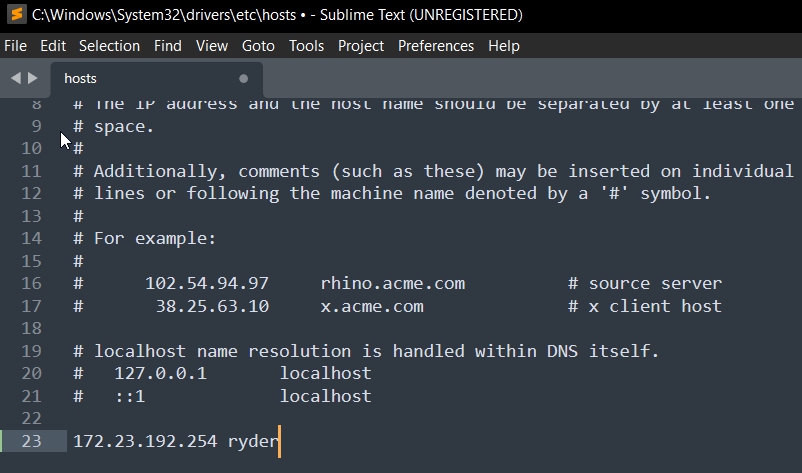 C:\Windows\System32\drivers\etc\hosts • - Sublime Text (UNREGISTERED)
File Edit Selection Find View Goto Tools Project Preferences Help
hosts
8 # The IP address and the host name should be separated by at least one
9 # space.
10 #
11 # Additionally, comments (such as these) may be inserted on individual
12 # lines or following the machine name denoted by a '#' symbol.
13 #
14 # For example:
15 #
16 #      102.54.94.97     rhino.acme.com          # source server
17 #       38.25.63.10     x.acme.com              # x client host
18
19 # localhost name resolution is handled within DNS itself.
20 #   127.0.0.1       localhost
21 #   ::1             localhost
22
23 172.23.192.254 ryder